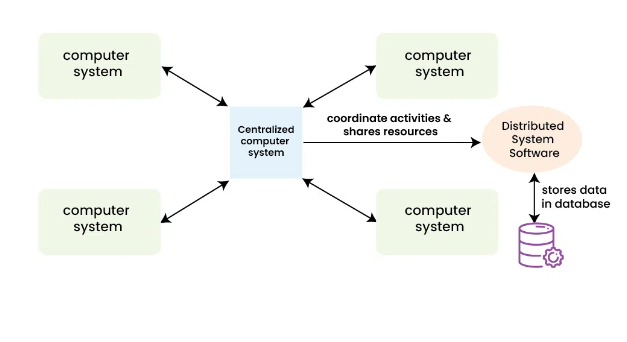 computer
system
computer
system
Centralized
computer
system
coordinate activities &
shares resources
Distributed
System
Software
stores data
in database
computer
system
computer
system